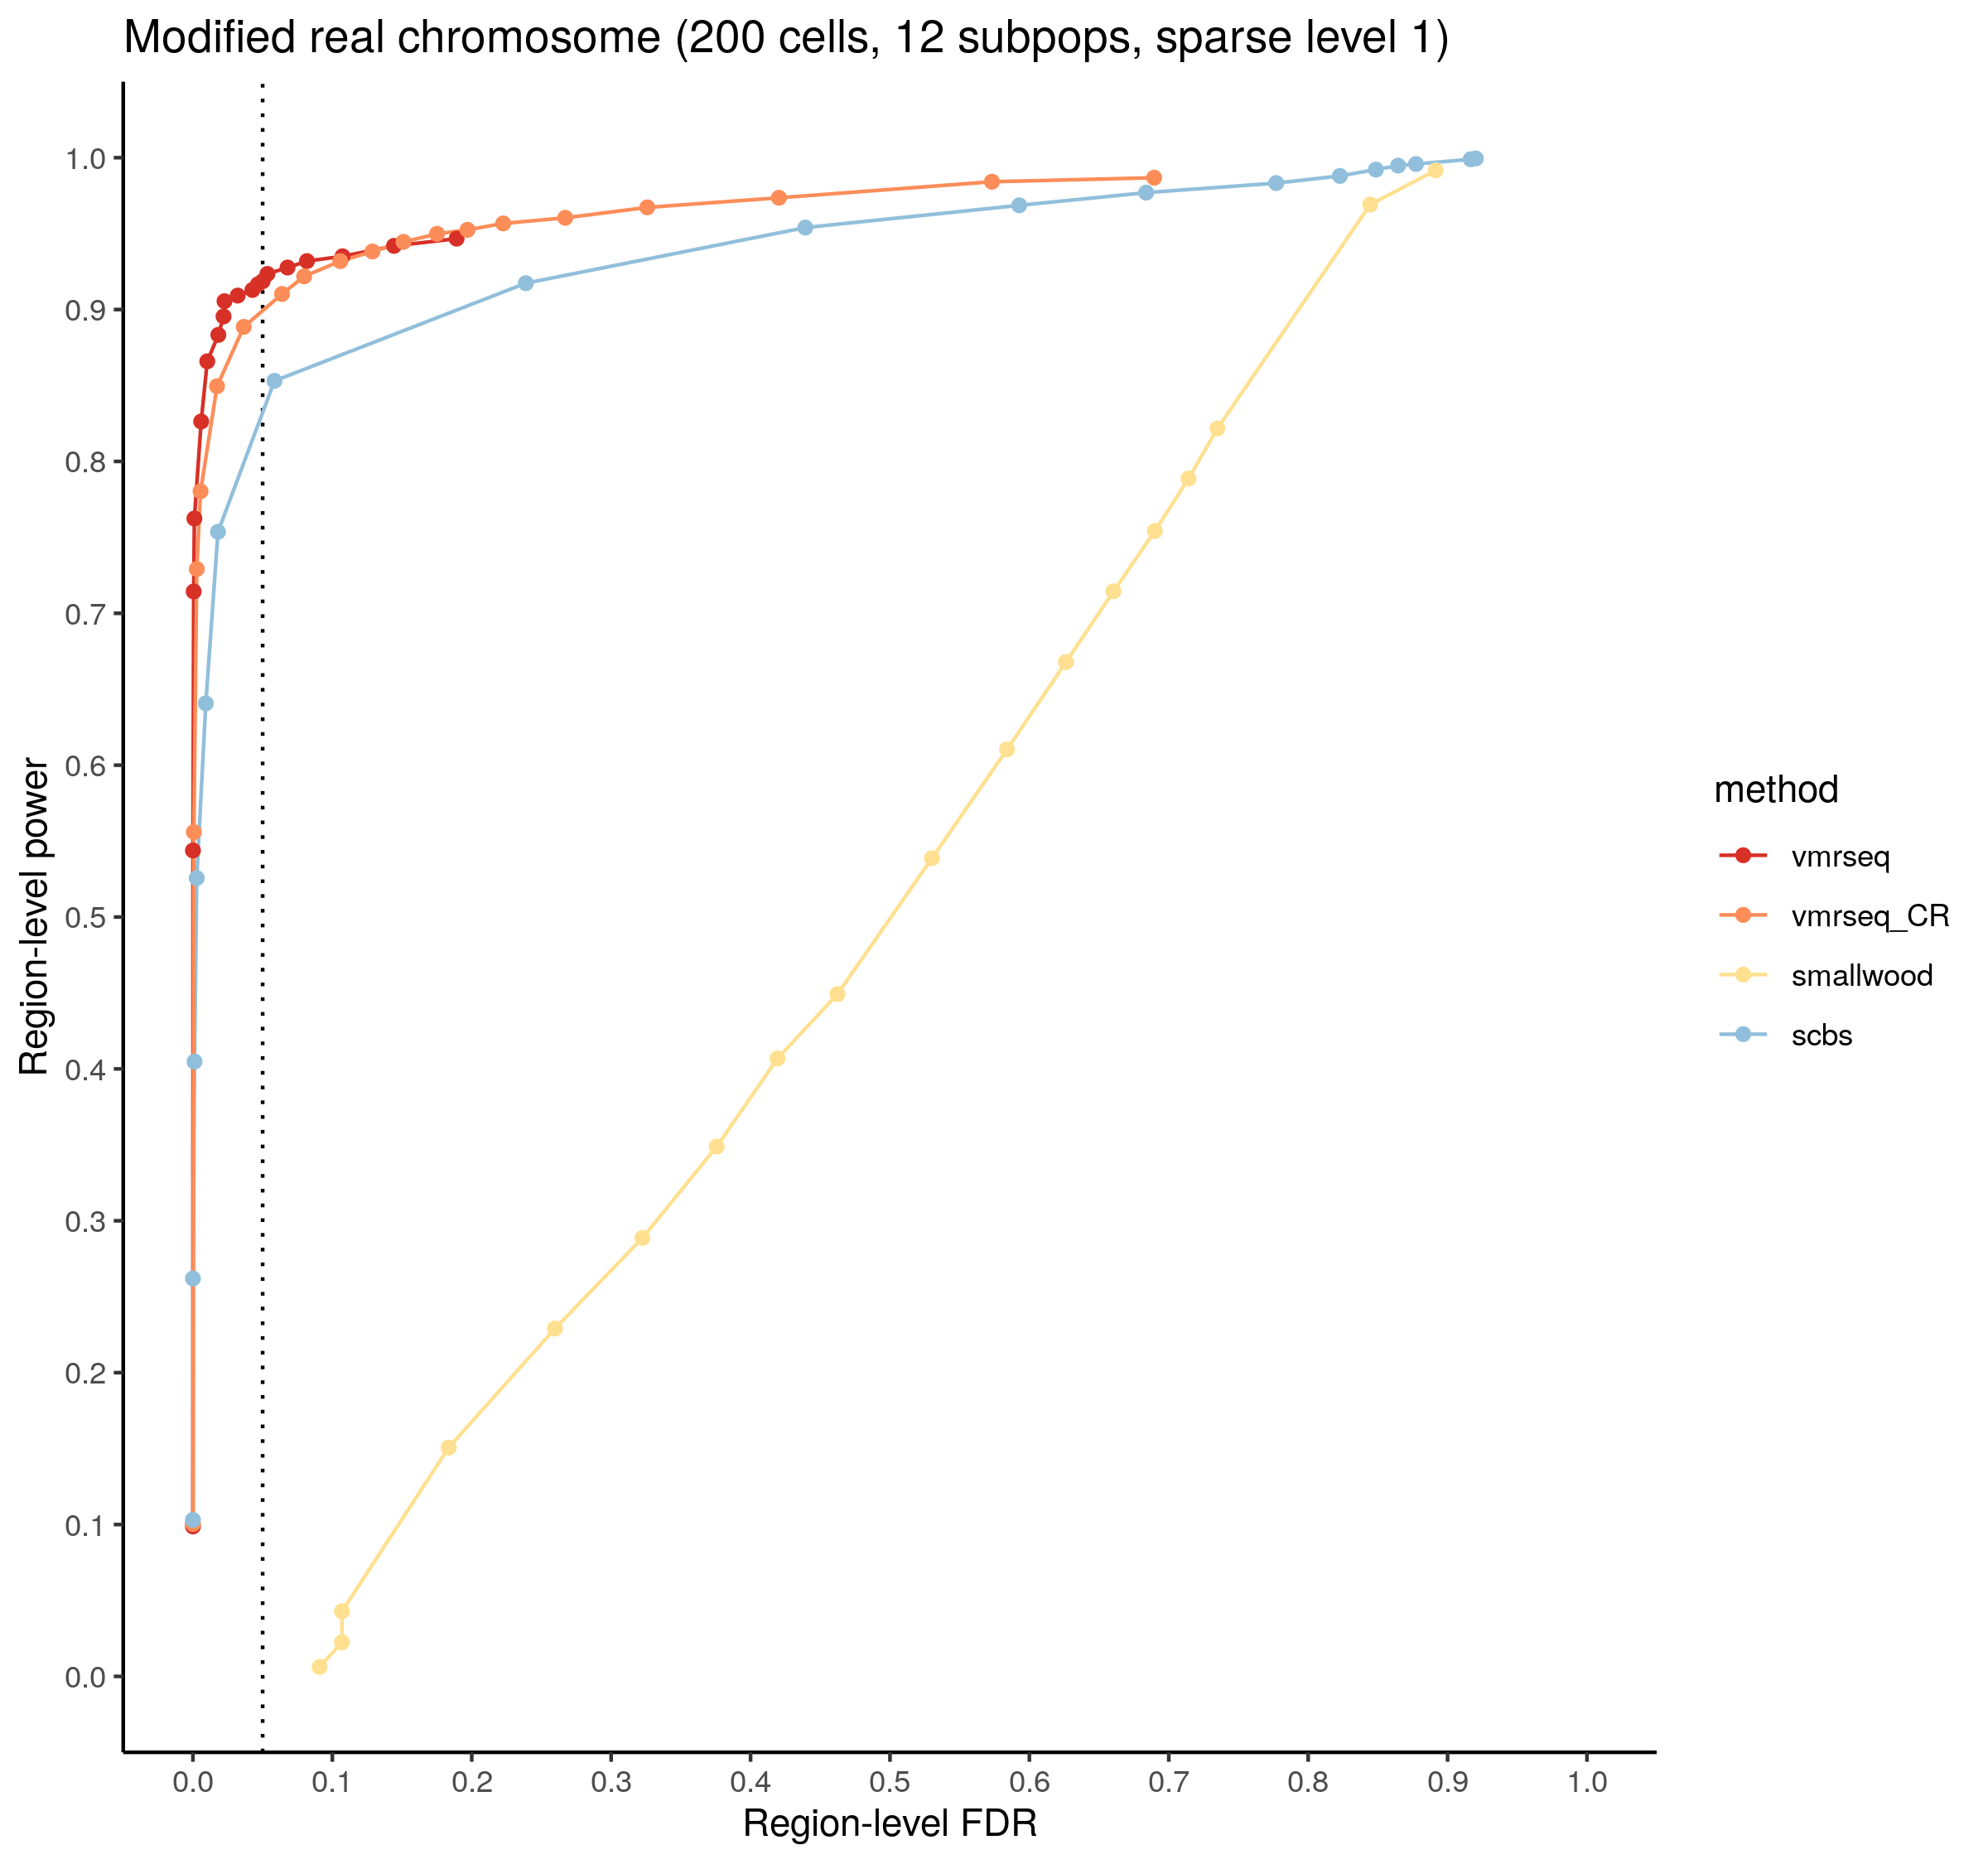 Modified real chromosome (200 cells, 12 subpops, sparse level 1)
Region-level power
1.0
0.9
0.8
0.7
0.6
0.5
0.4
0.3
0.2
0.1
0.0
0.0 0.1 0.2 0.3 0.4 0.5 0.6 0.7 0.8 0.9 1.0
Region-level FDR
method
vmrseq
vmrseq_CR
smallwood
scbs